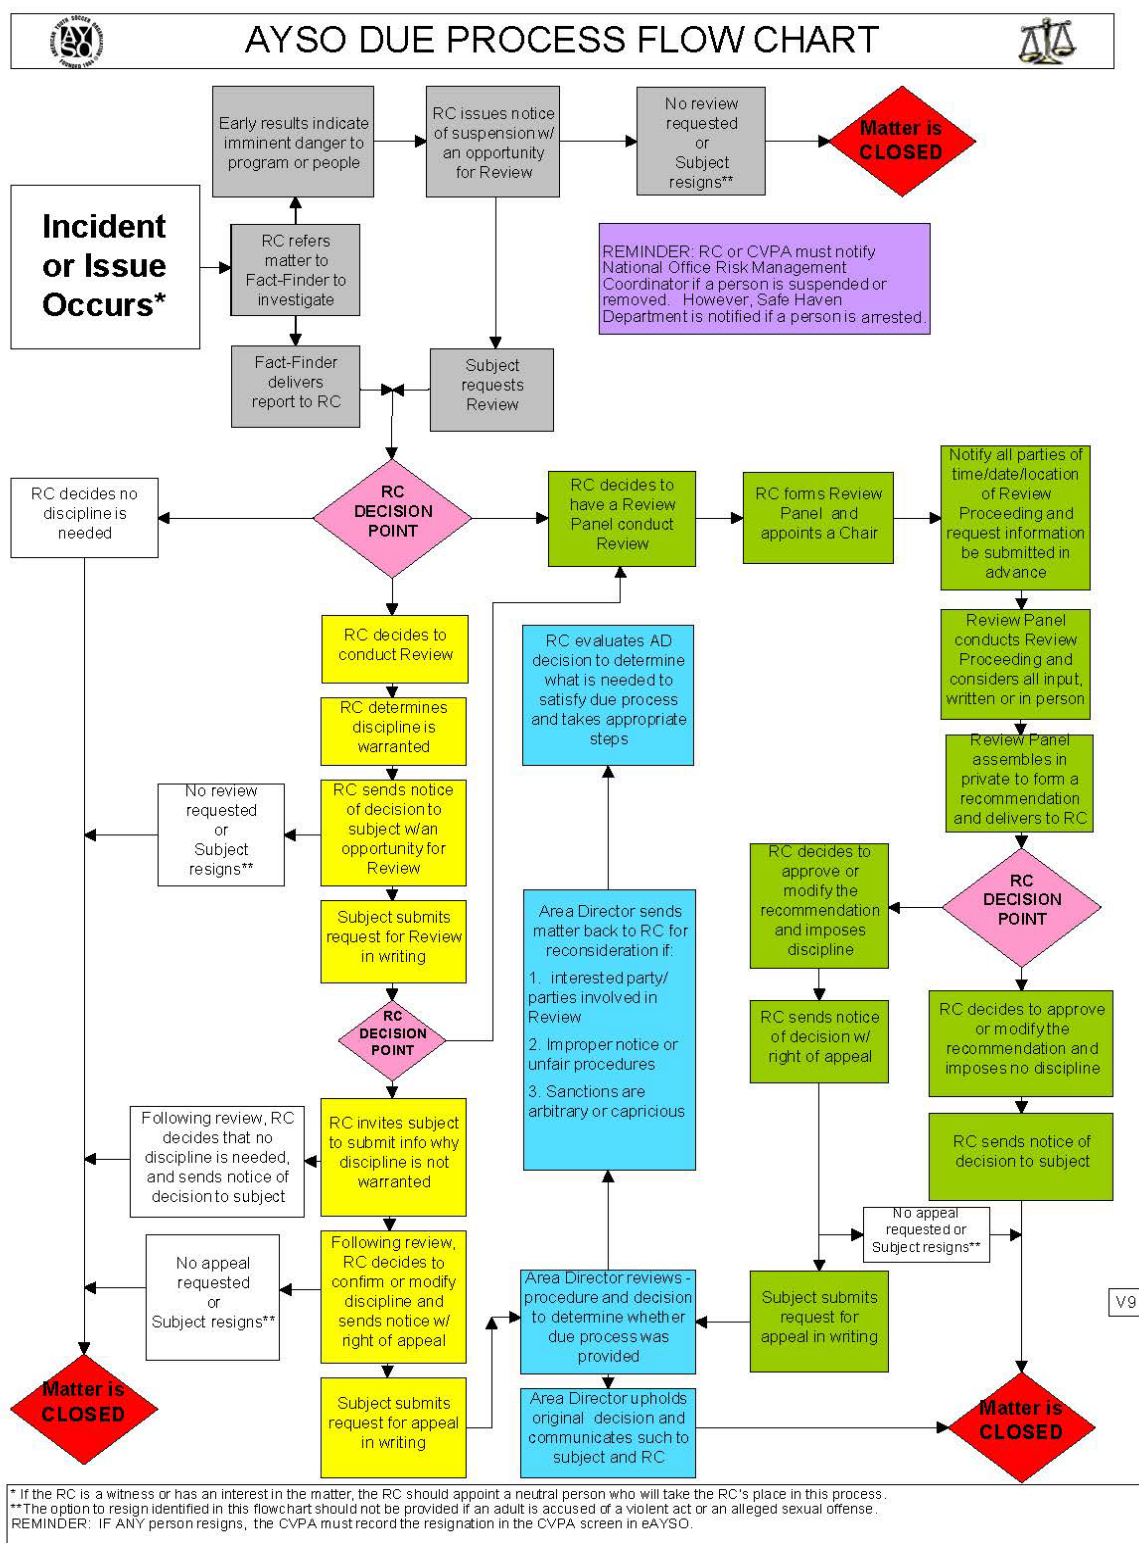 AYSO DUE PROCESS FLOW CHART
AYSO
Early results indicate
imminent danger to
program or people
RC issues notice
of suspension w/
an opportunity
for Review
No review
requested
or
Subject
resigns**
Matter is
CLOSED
Incident
or Issue
Occurs*
RC refers
matter to
Fact-Finder to
investigate
REMINDER: RC or CVPA must notify
National Office Risk Management
Coordinator if a person is suspended or
removed.  However, Safe Haven
Department is notified if a person is arrested.
Fact-Finder
delivers
report to RC
Subject
requests
Review
RC decides no
discipline is
needed
RC
DECISION
POINT
RC decides to
have a Review
Panel conduct
Review
RC forms Review
Panel and
appoints a Chair
Notify all parties of
time/date/location
of Review
Proceeding and
request information
be submitted in
advance
RC decides to
conduct Review
RC evaluates AD
decision to determine
what is needed to
satisfy due process
and takes appropriate
steps
Review Panel
conducts Review
Proceeding and
considers all input,
written or in person
RC determines
discipline is
warranted
Review Panel
assembles in
private to form a
recommendation
and delivers to RC
No review
requested
or
Subject
resigns**
RC sends notice
of decision to
subject w/an
opportunity for
Review
RC decides to
approve or
modify the
recommendation
and imposes
discipline
RC
DECISION
POINT
Subject submits
request for Review
in writing
Area Director sends
matter back to RC for
reconsideration if:
1. interested party/
parties involved in
Review
2. Improper notice or
unfair procedures
3. Sanctions are
arbitrary or capricious
RC
DECISION
POINT
RC sends notice
of decision w/
right of appeal
RC decides to approve
or modify the
recommendation and
imposes no discipline
Following review, RC
decides that no
discipline is needed,
and sends notice of
decision to subject
RC invites subject
to submit info why
discipline is not
warranted
RC sends notice of
decision to subject
No appeal
requested or
Subject resigns**
No appeal
requested
or
Subject resigns**
Following review,
RC decides to
confirm or modify
discipline and
sends notice w/
right of appeal
Area Director reviews -
procedure and decision
to determine whether
due process was
provided
Subject submits
request for
appeal in writing
V9
Matter is
CLOSED
Subject submits
request for appeal
in writing
Area Director upholds
original decision and
communicates such to
subject and RC
Matter is
CLOSED
* If the RC is a witness or has an interest in the matter, the RC should appoint a neutral person who will take the RC's place in this process.
**The option to resign identified in this flowchart should not be provided if an adult is accused of a violent act or an alleged sexual offense.
REMINDER:  IF ANY person resigns, the CVPA must record the resignation in the CVPA screen in eAYSO.